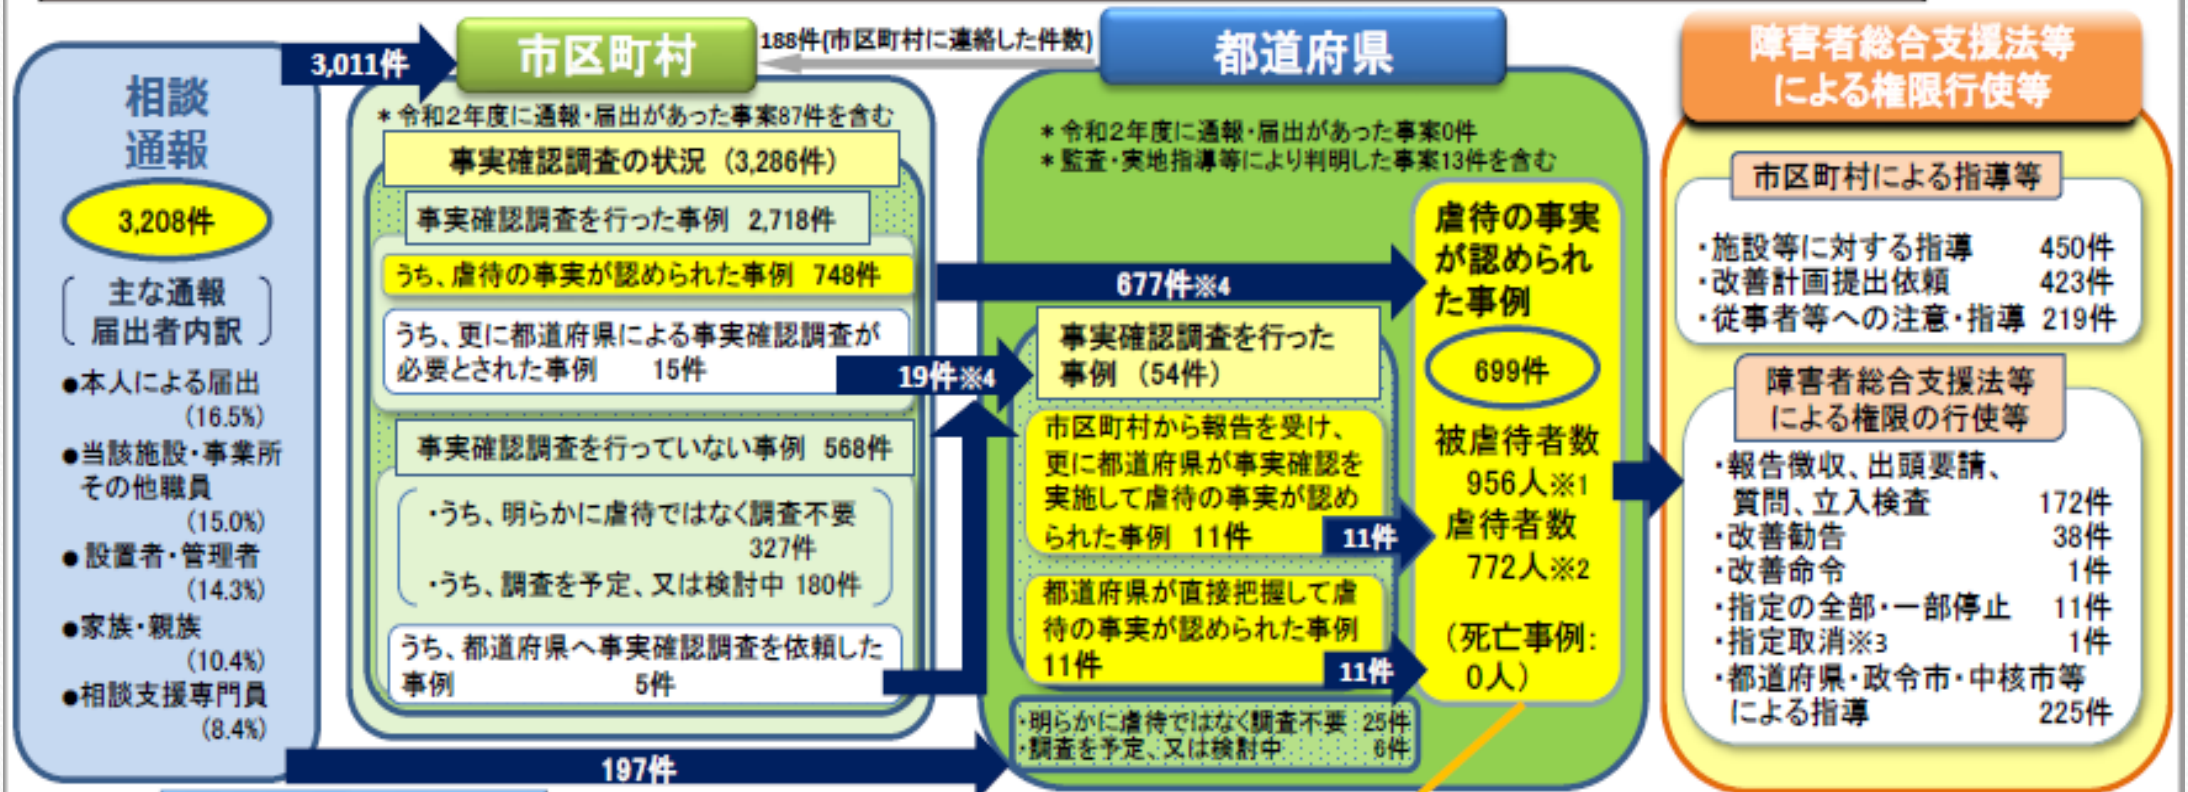 相談
通報
3,208件
主な通報
届出者内訳
●本人による届出
(16.5%)
●当該施設・事業所
その他職員
(15.0%)
●設置者・管理者
(14.3%)
●家族・親族
(10.4%)
●相談支援専門員
(8.4%)
3,011件
197件
市区町村
188件(市区町村に連絡した件数)
＊令和2年度に通報・届出があった事案87件を含む
事実確認調査の状況 (3,286件)
事実確認調査を行った事例 2,718件
うち、虐待の事実が認められた事例 748件
うち、更に都道府県による事実確認調査が
必要とされた事例 15件
事実確認調査を行っていない事例 568件
・うち、明らかに虐待ではなく調査不要
327件
・うち、調査を予定、又は検討中 180件
うち、都道府県へ事実確認調査を依頼した
事例 5件
都道府県
＊令和2年度に通報・届出があった事案0件
＊監査・実地指導等により判明した事案13件を含む
677件※4
19件※4
事実確認調査を行った
事例 (54件)
市区町村から報告を受け、
更に都道府県が事実確認を
実施して虐待の事実が認め
られた事例 11件
11件
都道府県が直接把握して虐
待の事実が認められた事例
11件
11件
・明らかに虐待ではなく調査不要 25件
・調査を予定、又は検討中 6件
虐待の事実
が認められ
た事例
699件
被虐待者数
956人※1
虐待者数
772人※2
(死亡事例:
0人)
障害者総合支援法等
による権限行使等
市区町村による指導等
・施設等に対する指導 450件
・改善計画提出依頼 423件
・従事者等への注意・指導 219件
障害者総合支援法等
による権限の行使等
・報告徴収、出頭要請、
質問、立入検査 172件
・改善勧告 38件
・改善命令 1件
・指定の全部・一部停止 11件
・指定取消※3 1件
・都道府県・政令市・中核市等
による指導 225件